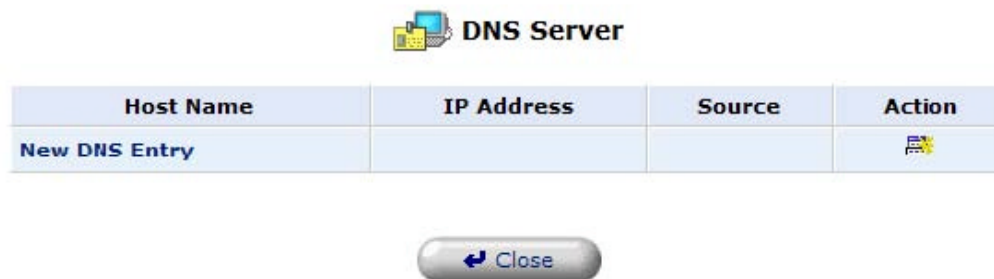 DNS Server
Host Name IP Address Source Action
New DNS Entry
Close